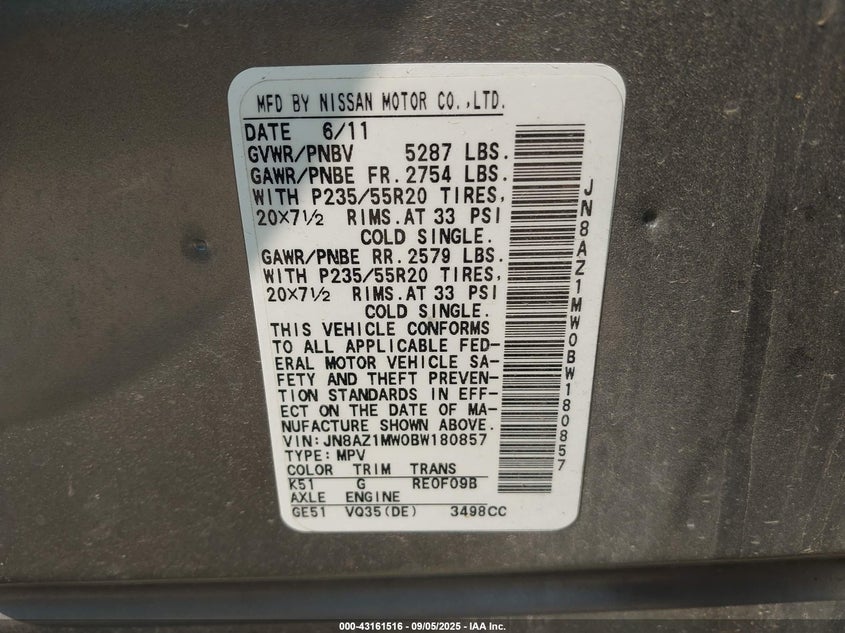 MFD BY NISSAN MOTOR CO.,LTD.
DATE 6/11
GVWR/PNBV 5287 LBS.
GAWR/PNBE FR.2754 LBS.
WITH P235/55R20 TIRES,
20×7½ RIMS.AT 33 PSI
COLD SINGLE.
GAWR/PNBE RR.2579 LBS.
WITH P235/55R20 TIRES,
20×7½ RIMS.AT 33 PSI
COLD SINGLE.
THIS VEHICLE CONFORMS
TO ALL APPLICABLE FED-
ERAL MOTOR VEHICLE SA-
FETY AND THEFT PREVEN-
TION STANDARDS IN EFF-
ECT ON THE DATE OF MA-
NUFACTURE SHOWN ABOVE.
VIN:JN8AZ1MW0BW180857
TYPE:MPV
COLOR TRIM TRANS
K51 G RE0F09B
AXLE ENGINE
GE51 VQ35(DE) 3498CC
JN8AZ1MW0BW180857
000-43161516 - 09/05/2025 - IAA Inc.